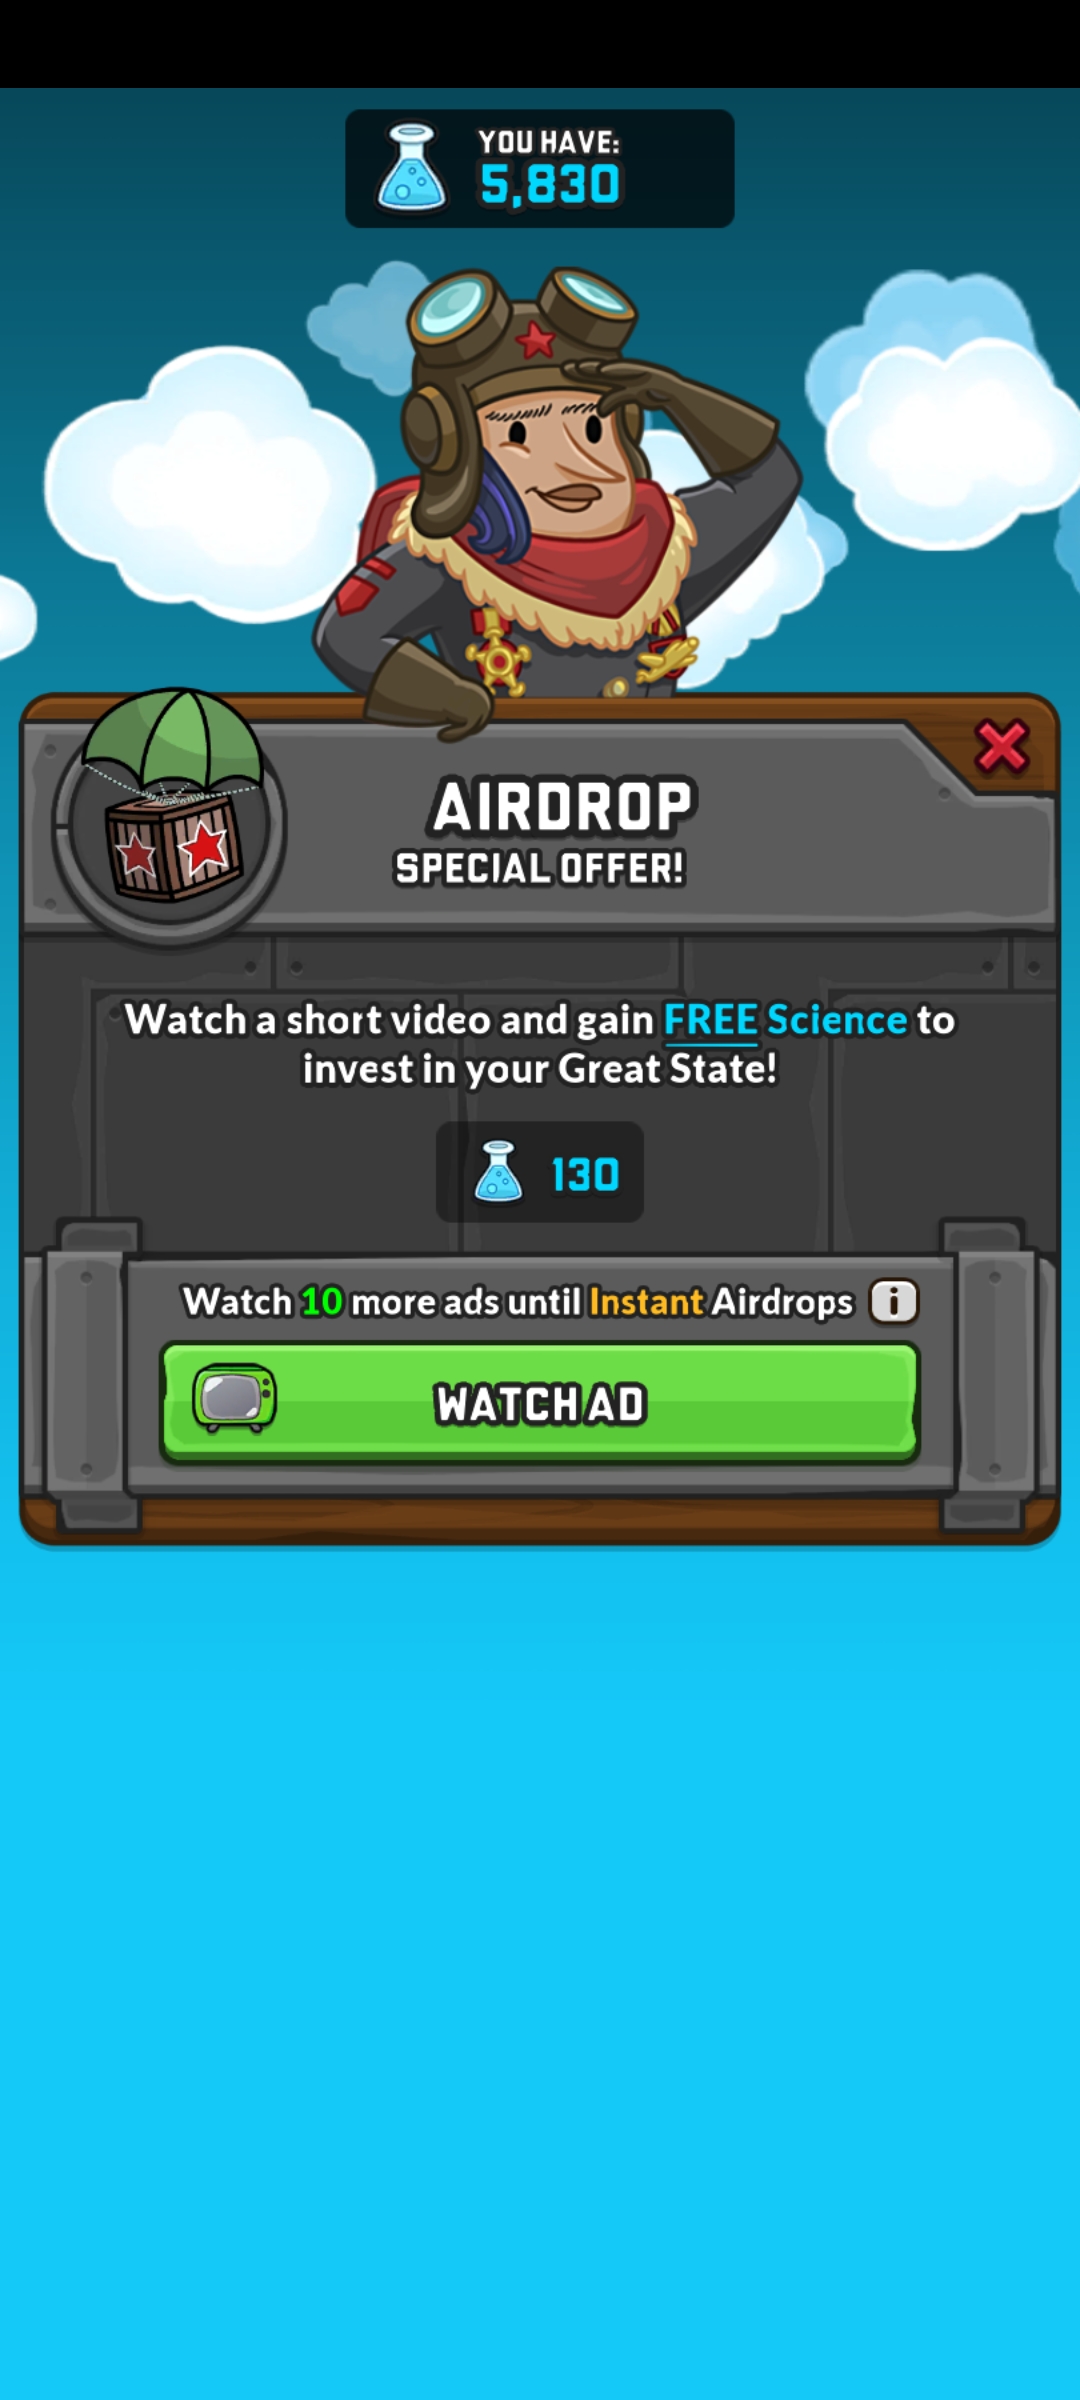 YOU HAVE:
5,830
AIRDROP
SPECIAL OFFER!
Watch a short video and gain FREE Science to
invest in your Great State!
130
Watch 10 more ads until Instant Airdrops i
WATCH AD